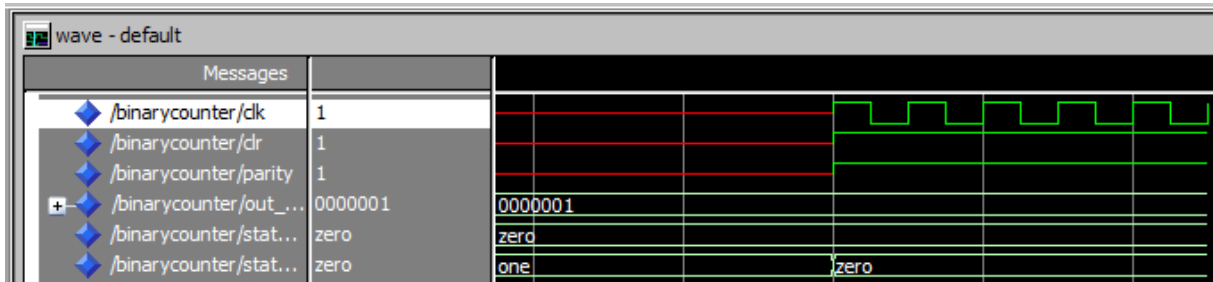 wave - default
Messages
/binarycounter/clk 1
/binarycounter/clr 1
/binarycounter/parity 1
/binarycounter/out_... 0000001 0000001
/binarycounter/stat... zero zero
/binarycounter/stat... zero one zero